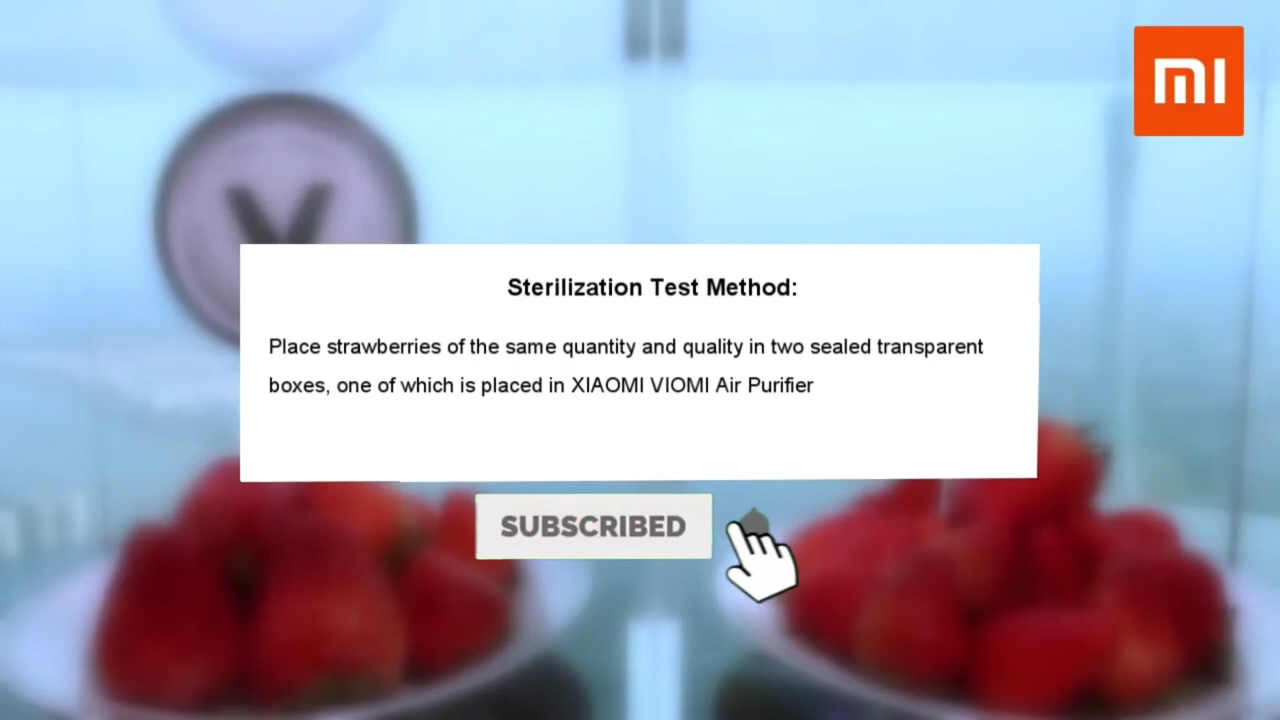 MI
V
Sterilization Test Method:
Place strawberries of the same quantity and quality in two sealed transparent
boxes, one of which is placed in XIAOMI VIOMI Air Purifier
SUBSCRIBED